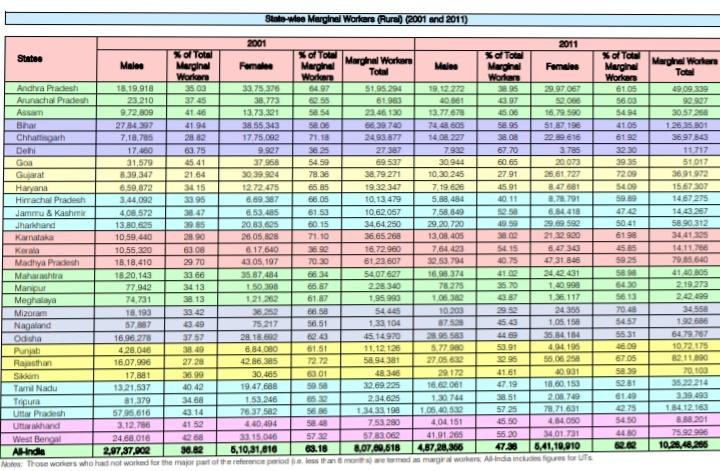 State-wise Marginal Workers (Rural) (2001 and 2011)
States 2001 2011
Males % of Total Marginal Workers Females % of Total Marginal Workers Marginal Workers Total Males % of Total Marginal Workers Females % of Total Marginal Workers Marginal Workers Total
Andhra Pradesh 18,19,918 35.03 33,75,376 64.97 51,95,294 19,12,272 38.95 29,97,067 61.05 49,09,339
Arunachal Pradesh 23,210 37.45 38,773 62.55 61,983 40,861 43.97 52,066 56.03 92,927
Assam 9,72,809 41.46 13,73,321 58.54 23,46,130 13,77,678 45.06 16,79,590 54.94 30,57,268
Bihar 27,84,397 41.94 38,55,343 58.06 66,39,740 74,48,605 58.95 51,87,196 41.05 1,26,35,801
Chhattisgarh 7,18,785 28.82 17,75,092 71.18 24,93,877 14,08,227 38.08 22,89,616 61.92 36,97,843
Delhi 17,460 63.75 9,927 36.25 27,387 7,932 67.70 3,785 32.30 11,717
Goa 31,579 45.41 37,958 54.59 69,537 30,944 60.65 20,073 39.35 51,017
Gujarat 8,39,347 21.64 30,39,924 78.36 38,79,271 10,30,245 27.91 26,61,727 72.09 36,91,972
Haryana 6,59,872 34.15 12,72,475 65.85 19,32,347 7,19,626 45.91 8,47,681 54.09 15,67,307
Himachal Pradesh 3,44,092 33.95 6,69,387 66.05 10,13,479 5,88,484 40.11 8,78,791 59.89 14,67,275
Jammu & Kashmir 4,08,572 38.47 6,53,485 61.53 10,62,057 7,58,849 52.58 6,84,418 47.42 14,43,267
Jharkhand 13,80,625 39.85 20,83,625 60.15 34,64,250 29,20,720 49.59 29,69,592 50.41 58,90,312
Karnataka 10,59,440 28.90 26,05,828 71.10 36,65,268 13,08,405 38.02 21,32,920 61.98 34,41,325
Kerala 10,55,320 63.08 6,17,640 36.92 16,72,960 7,64,423 54.15 6,47,343 45.85 14,11,766
Madhya Pradesh 18,18,410 29.70 43,05,197 70.30 61,23,607 32,53,794 40.75 47,31,846 59.25 79,85,640
Maharashtra 18,20,143 33.66 35,87,484 66.34 54,07,627 16,98,374 41.02 24,42,431 58.98 41,40,805
Manipur 77,942 34.13 1,50,398 65.87 2,28,340 78,275 35.70 1,40,998 64.30 2,19,273
Meghalaya 74,731 38.13 1,21,262 61.87 1,95,993 1,06,382 43.87 1,36,117 56.13 2,42,499
Mizoram 18,193 33.42 36,252 66.58 54,445 10,203 29.52 24,355 70.48 34,558
Nagaland 57,887 43.49 75,217 56.51 1,33,104 87,528 45.43 1,05,158 54.57 1,92,686
Odisha 16,96,278 37.57 28,18,692 62.43 45,14,970 28,95,583 44.69 35,84,184 55.31 64,79,767
Punjab 4,28,046 38.49 6,84,080 61.51 11,12,126 5,77,980 53.91 4,94,195 46.09 10,72,175
Rajasthan 16,07,996 27.28 42,86,385 72.72 58,94,381 27,05,632 32.95 55,06,258 67.05 82,11,890
Sikkim 17,881 36.99 30,465 63.01 48,346 29,172 41.61 40,931 58.39 70,103
Tamil Nadu 13,21,537 40.42 19,47,688 59.58 32,69,225 16,62,061 47.19 18,60,153 52.81 35,22,214
Tripura 81,379 34.68 1,53,246 65.32 2,34,625 1,30,744 38.51 2,08,749 61.49 3,39,493
Uttar Pradesh 57,95,616 43.14 76,37,582 56.86 1,34,33,198 1,05,40,532 57.25 78,71,631 42.75 1,84,12,163
Uttarakhand 3,12,786 41.52 4,40,494 58.48 7,53,280 4,04,151 45.50 4,84,050 54.50 8,88,201
West Bengal 24,68,016 42.68 33,15,046 57.32 57,83,062 41,91,265 55.20 34,01,731 44.80 75,92,996
All-India 2,97,37,902 36.82 5,10,31,616 63.18 8,07,69,518 4,87,28,355 47.38 5,41,19,910 52.62 10,28,48,265
Notes: Those workers who had not worked for the major part of the reference period (i.e. less than 6 months) are termed as marginal workers; All-India includes figures for UTs.